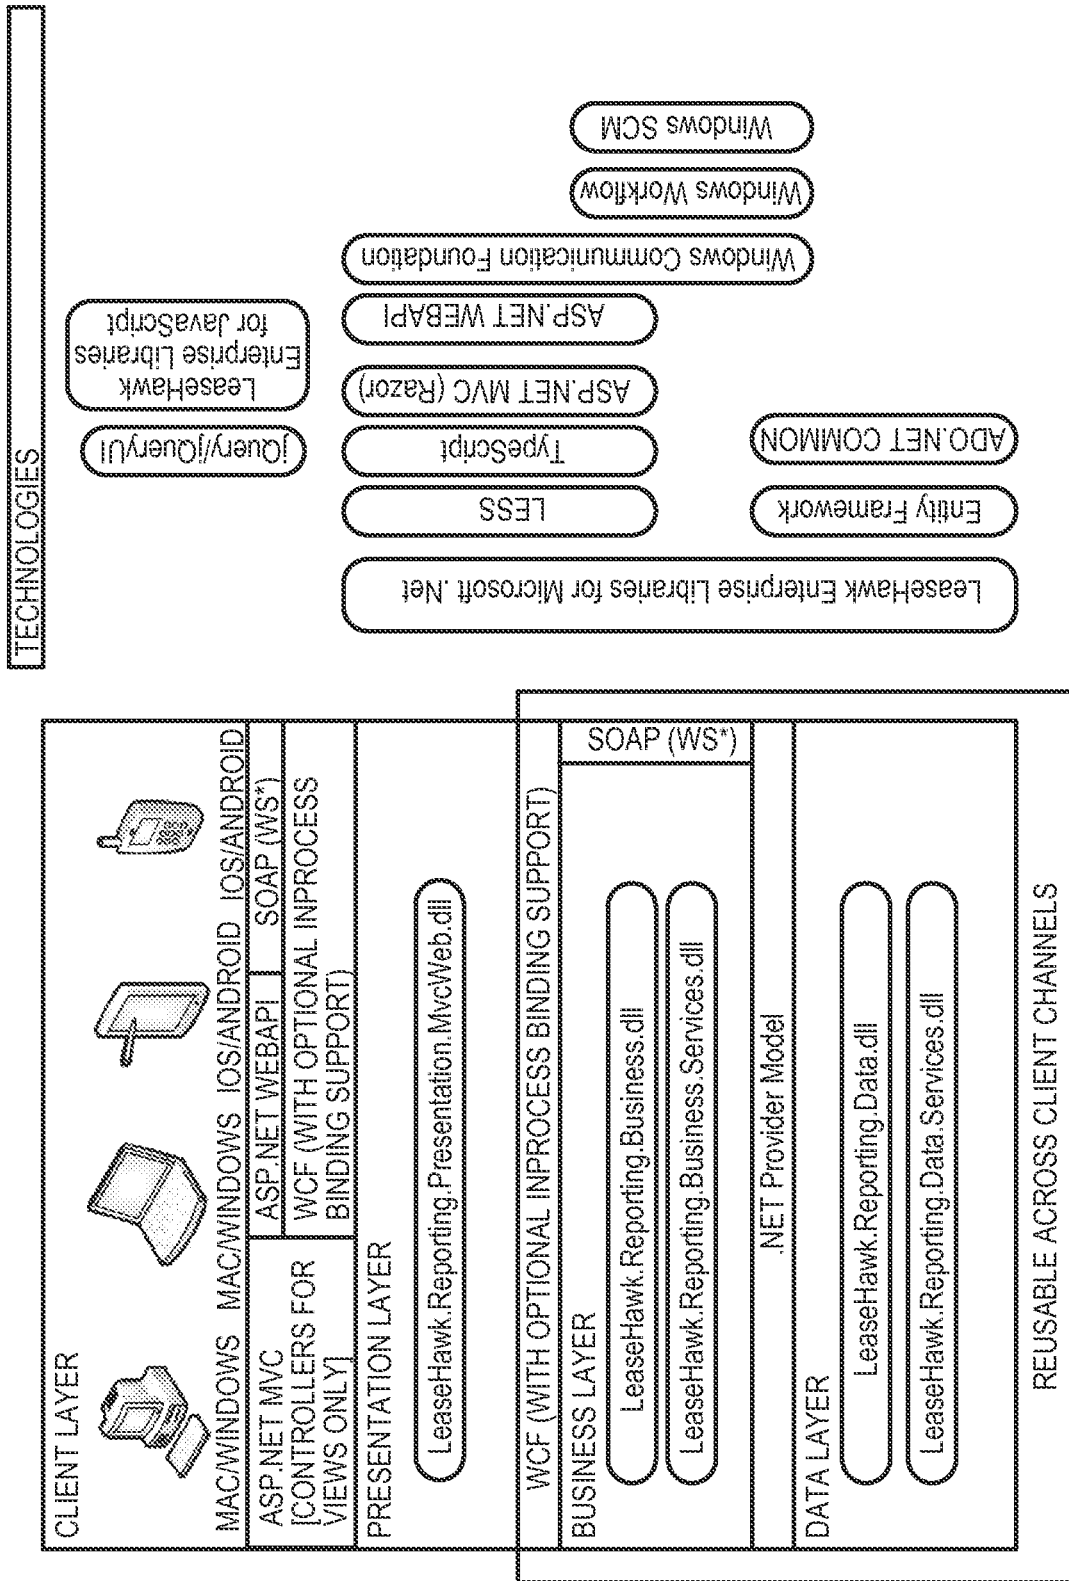 CLIENT LAYER
MAC/WINDOWS
MAC/WINDOWS
IOS/ANDROID
IOS/ANDROID
ASP.NET MVC
[CONTROLLERS FOR
VIEWS ONLY]
ASP.NET WEBAPI
SOAP (WS*)
WCF (WITH OPTIONAL INPROCESS
BINDING SUPPORT)
PRESENTATION LAYER
LeaseHawk.Reporting.Presentation.MvcWeb.dll
WCF (WITH OPTIONAL INPROCESS BINDING SUPPORT)
BUSINESS LAYER
SOAP (WS*)
LeaseHawk.Reporting.Business.dll
LeaseHawk.Reporting.Business.Services.dll
.NET Provider Model
DATA LAYER
LeaseHawk.Reporting.Data.dll
LeaseHawk.Reporting.Data.Services.dll
REUSABLE ACROSS CLIENT CHANNELS
TECHNOLOGIES
jQuery/jQueryUI
LeaseHawk
Enterprise Libraries
for JavaScript
LeaseHawk Enterprise Libraries for Microsoft .Net
LESS
TypeScript
ASP.NET MVC (Razor)
ASP.NET WEBAPI
Windows Communication Foundation
Windows Workflow
Windows SCM
Entity Framework
ADO.NET COMMON